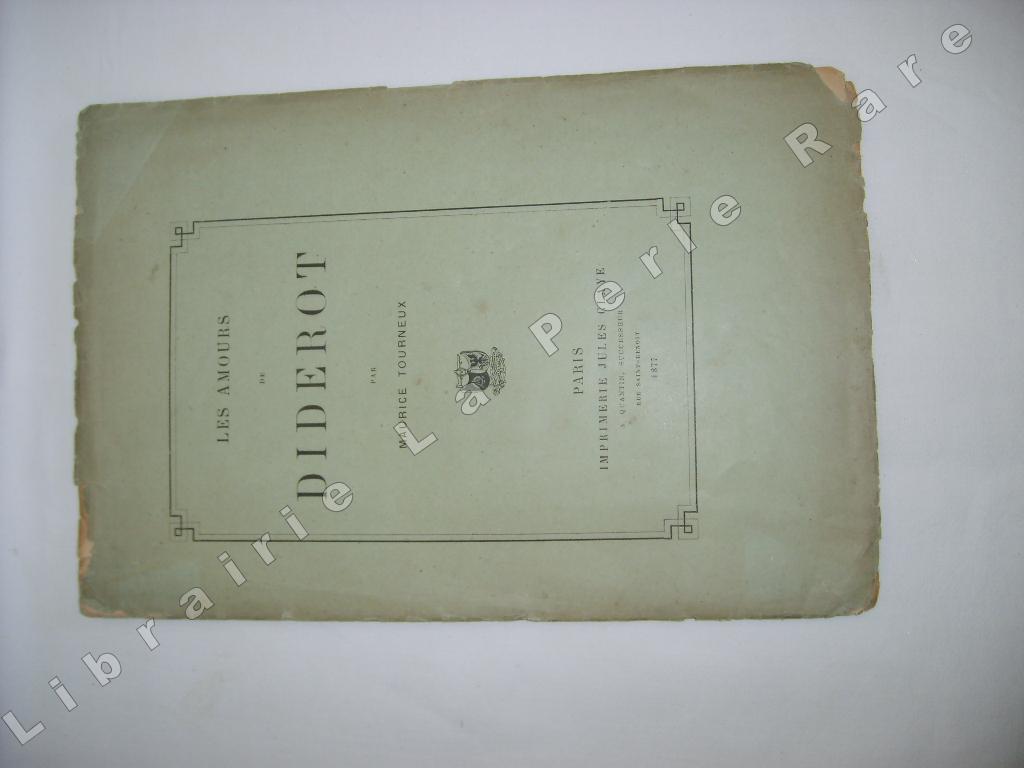 LES AMOURS
DE
DIDEROT
PAR
MAURICE TOURNEUX
PARIS
IMPRIMERIE JULES CLAYE
A. QUANTIN, SUCCESSEUR
RUE SAINT-BENOIT
1877
Librairie La Perle Rare